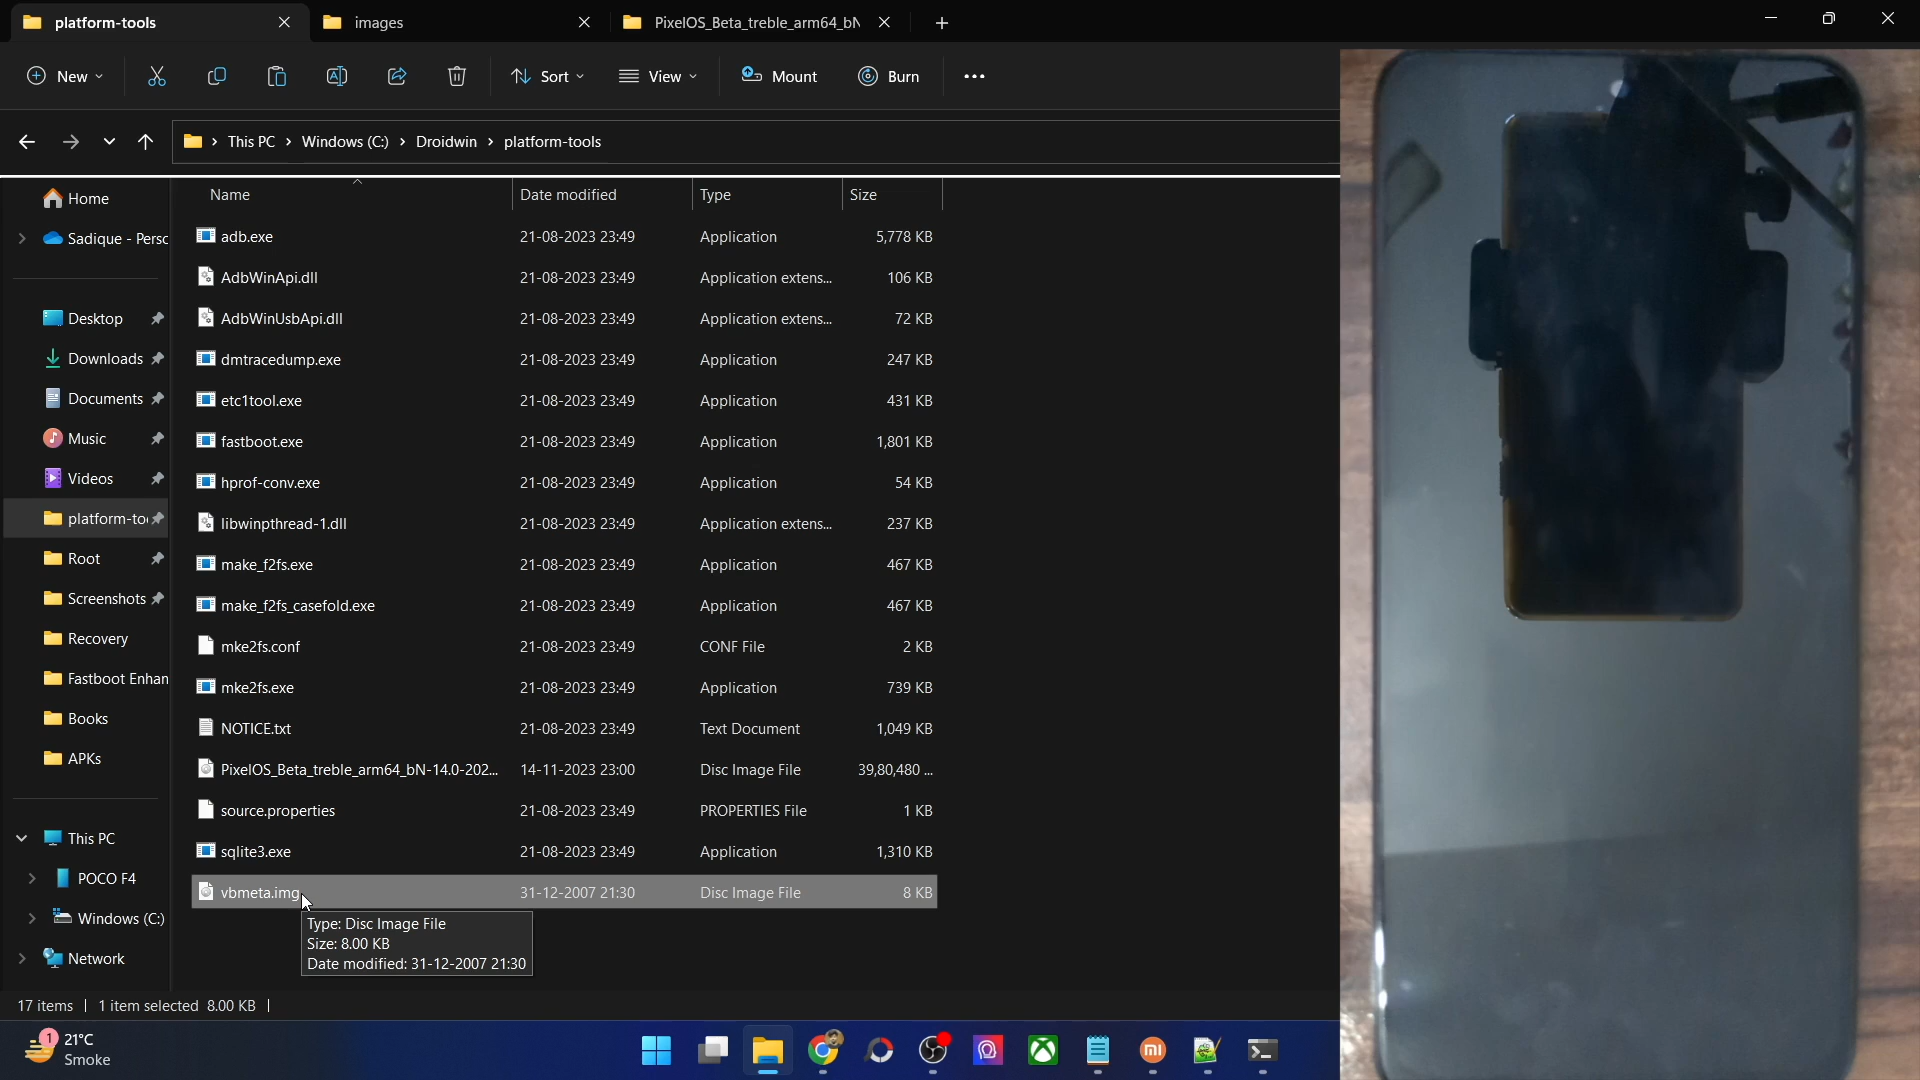 platform-tools
images
PixelOS_Beta_treble_arm64_bN
New
Sort
View
Mount
Burn
This PC > Windows (C:) > Droidwin > platform-tools
Home
Sadique - Persc
Desktop
Downloads
Documents
Music
Videos
platform-too
Root
Screenshots
Recovery
Fastboot Enhan
Books
APKs
This PC
POCO F4
Windows (C:)
Network
Name Date modified Type Size
adb.exe 21-08-2023 23:49 Application 5,778 KB
AdbWinApi.dll 21-08-2023 23:49 Application extens... 106 KB
AdbWinUsbApi.dll 21-08-2023 23:49 Application extens... 72 KB
dmtracedump.exe 21-08-2023 23:49 Application 247 KB
etc1tool.exe 21-08-2023 23:49 Application 431 KB
fastboot.exe 21-08-2023 23:49 Application 1,801 KB
hprof-conv.exe 21-08-2023 23:49 Application 54 KB
libwinpthread-1.dll 21-08-2023 23:49 Application extens... 237 KB
make_f2fs.exe 21-08-2023 23:49 Application 467 KB
make_f2fs_casefold.exe 21-08-2023 23:49 Application 467 KB
mke2fs.conf 21-08-2023 23:49 CONF File 2 KB
mke2fs.exe 21-08-2023 23:49 Application 739 KB
NOTICE.txt 21-08-2023 23:49 Text Document 1,049 KB
PixelOS_Beta_treble_arm64_bN-14.0-202... 14-11-2023 23:00 Disc Image File 39,80,480 ...
source.properties 21-08-2023 23:49 PROPERTIES File 1 KB
sqlite3.exe 21-08-2023 23:49 Application 1,310 KB
vbmeta.img 31-12-2007 21:30 Disc Image File 8 KB
Type: Disc Image File
Size: 8.00 KB
Date modified: 31-12-2007 21:30
17 items | 1 item selected 8.00 KB |
1
21°C
Smoke